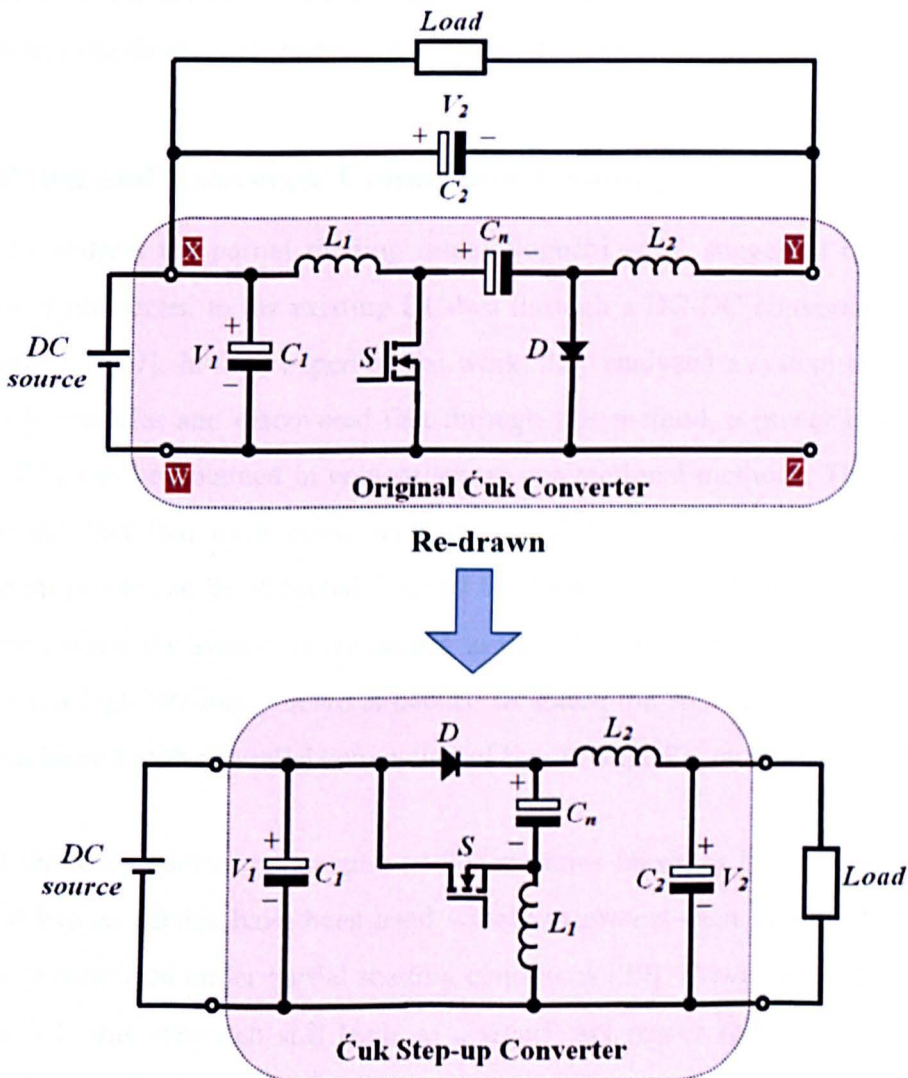 Load
V2
+ −
C2
X
L1
+ Cn
L2
Y
DC
source
+
V1 C1
−
S
D
W
Z
Original Cuk Converter
Re-drawn
D
L2
+
Cn
−
S
L1
DC
source
+
V1 C1
−
+
C2 V2
−
Load
Ćuk Step-up Converter